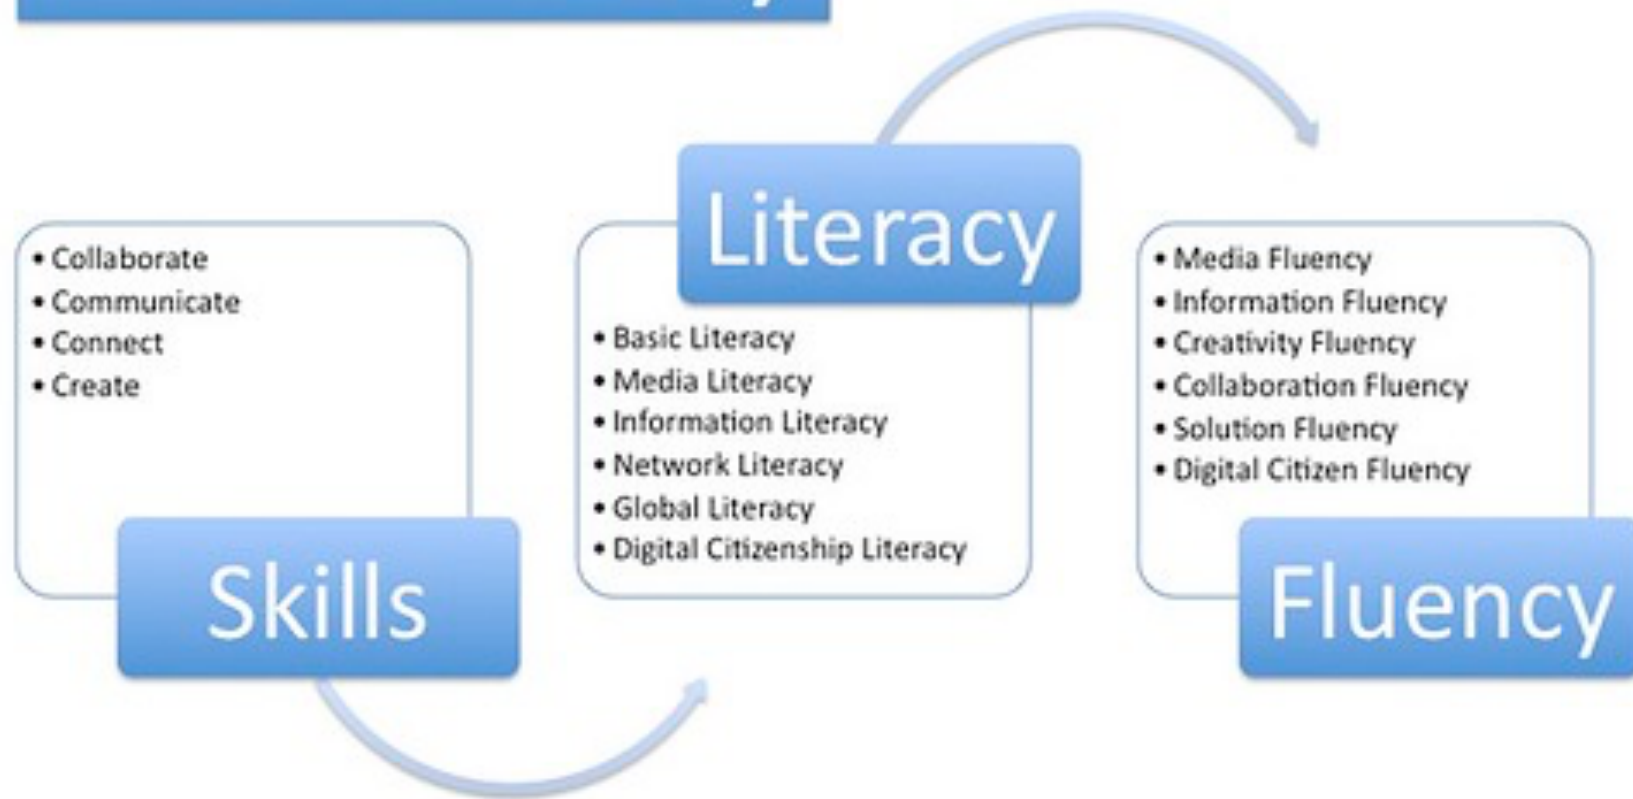 • Collaborate
• Communicate
• Connect
• Create
Skills
Literacy
• Basic Literacy
• Media Literacy
• Information Literacy
• Network Literacy
• Global Literacy
• Digital Citizenship Literacy
• Media Fluency
• Information Fluency
• Creativity Fluency
• Collaboration Fluency
• Solution Fluency
• Digital Citizen Fluency
Fluency